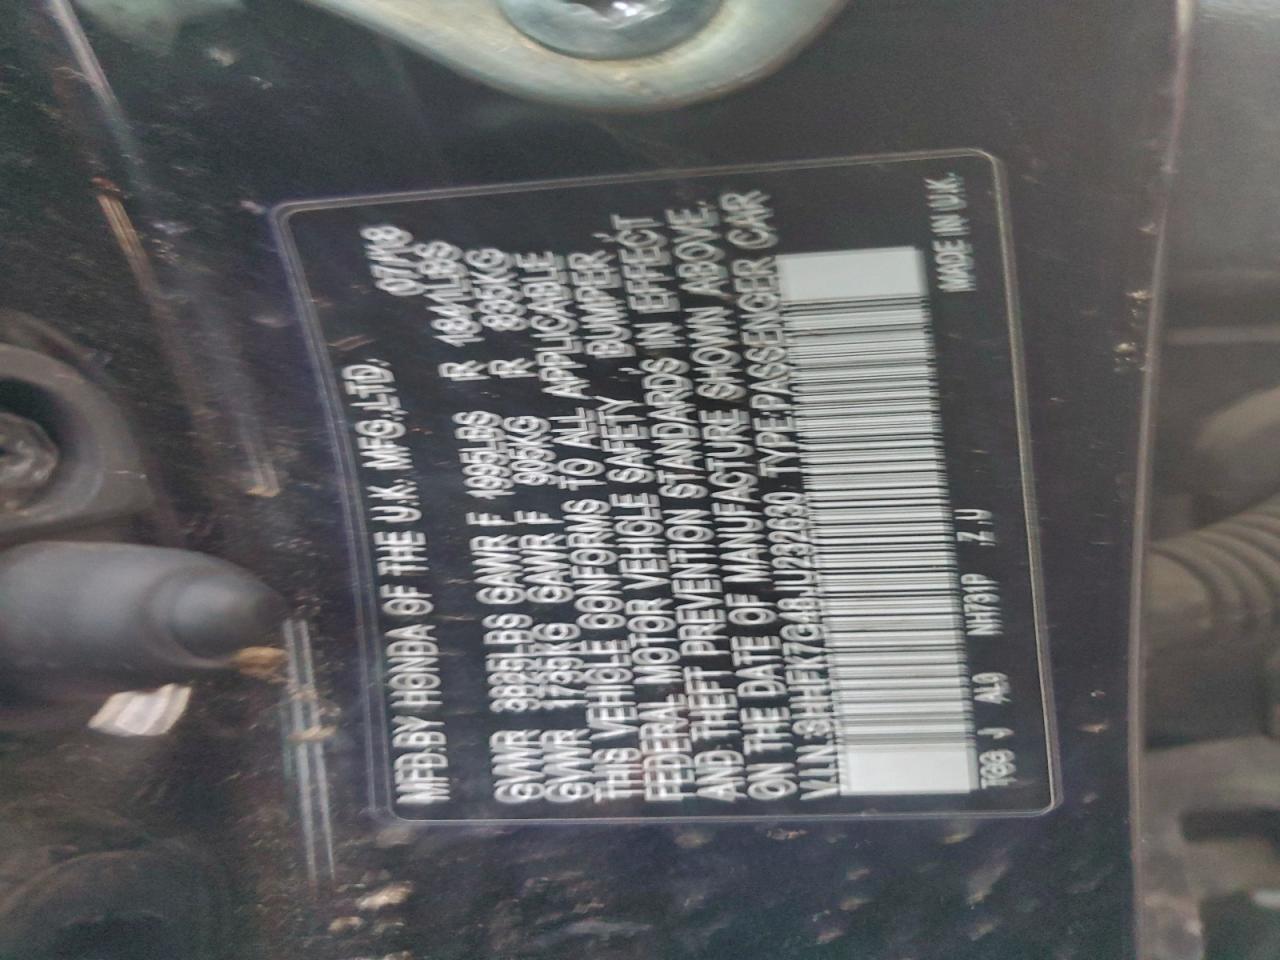 MFD.BY HONDA OF THE U.K. MFG.,LTD. 07/18
GVWR 3825LBS GAWR F 1995LBS R 1841LBS
GVWR 1735KG GAWR F 905KG R 835KG
THIS VEHICLE CONFORMS TO ALL APPLICABLE
FEDERAL MOTOR VEHICLE SAFETY , BUMPER ,
AND THEFT PREVENTION STANDARDS IN EFFECT
ON THE DATE OF MANUFACTURE SHOWN ABOVE.
V.I.N.:SHHFK7G48JU232630 TYPE:PASSENGER CAR
TGG J AL0 NH731P Z U
MADE IN U.K.